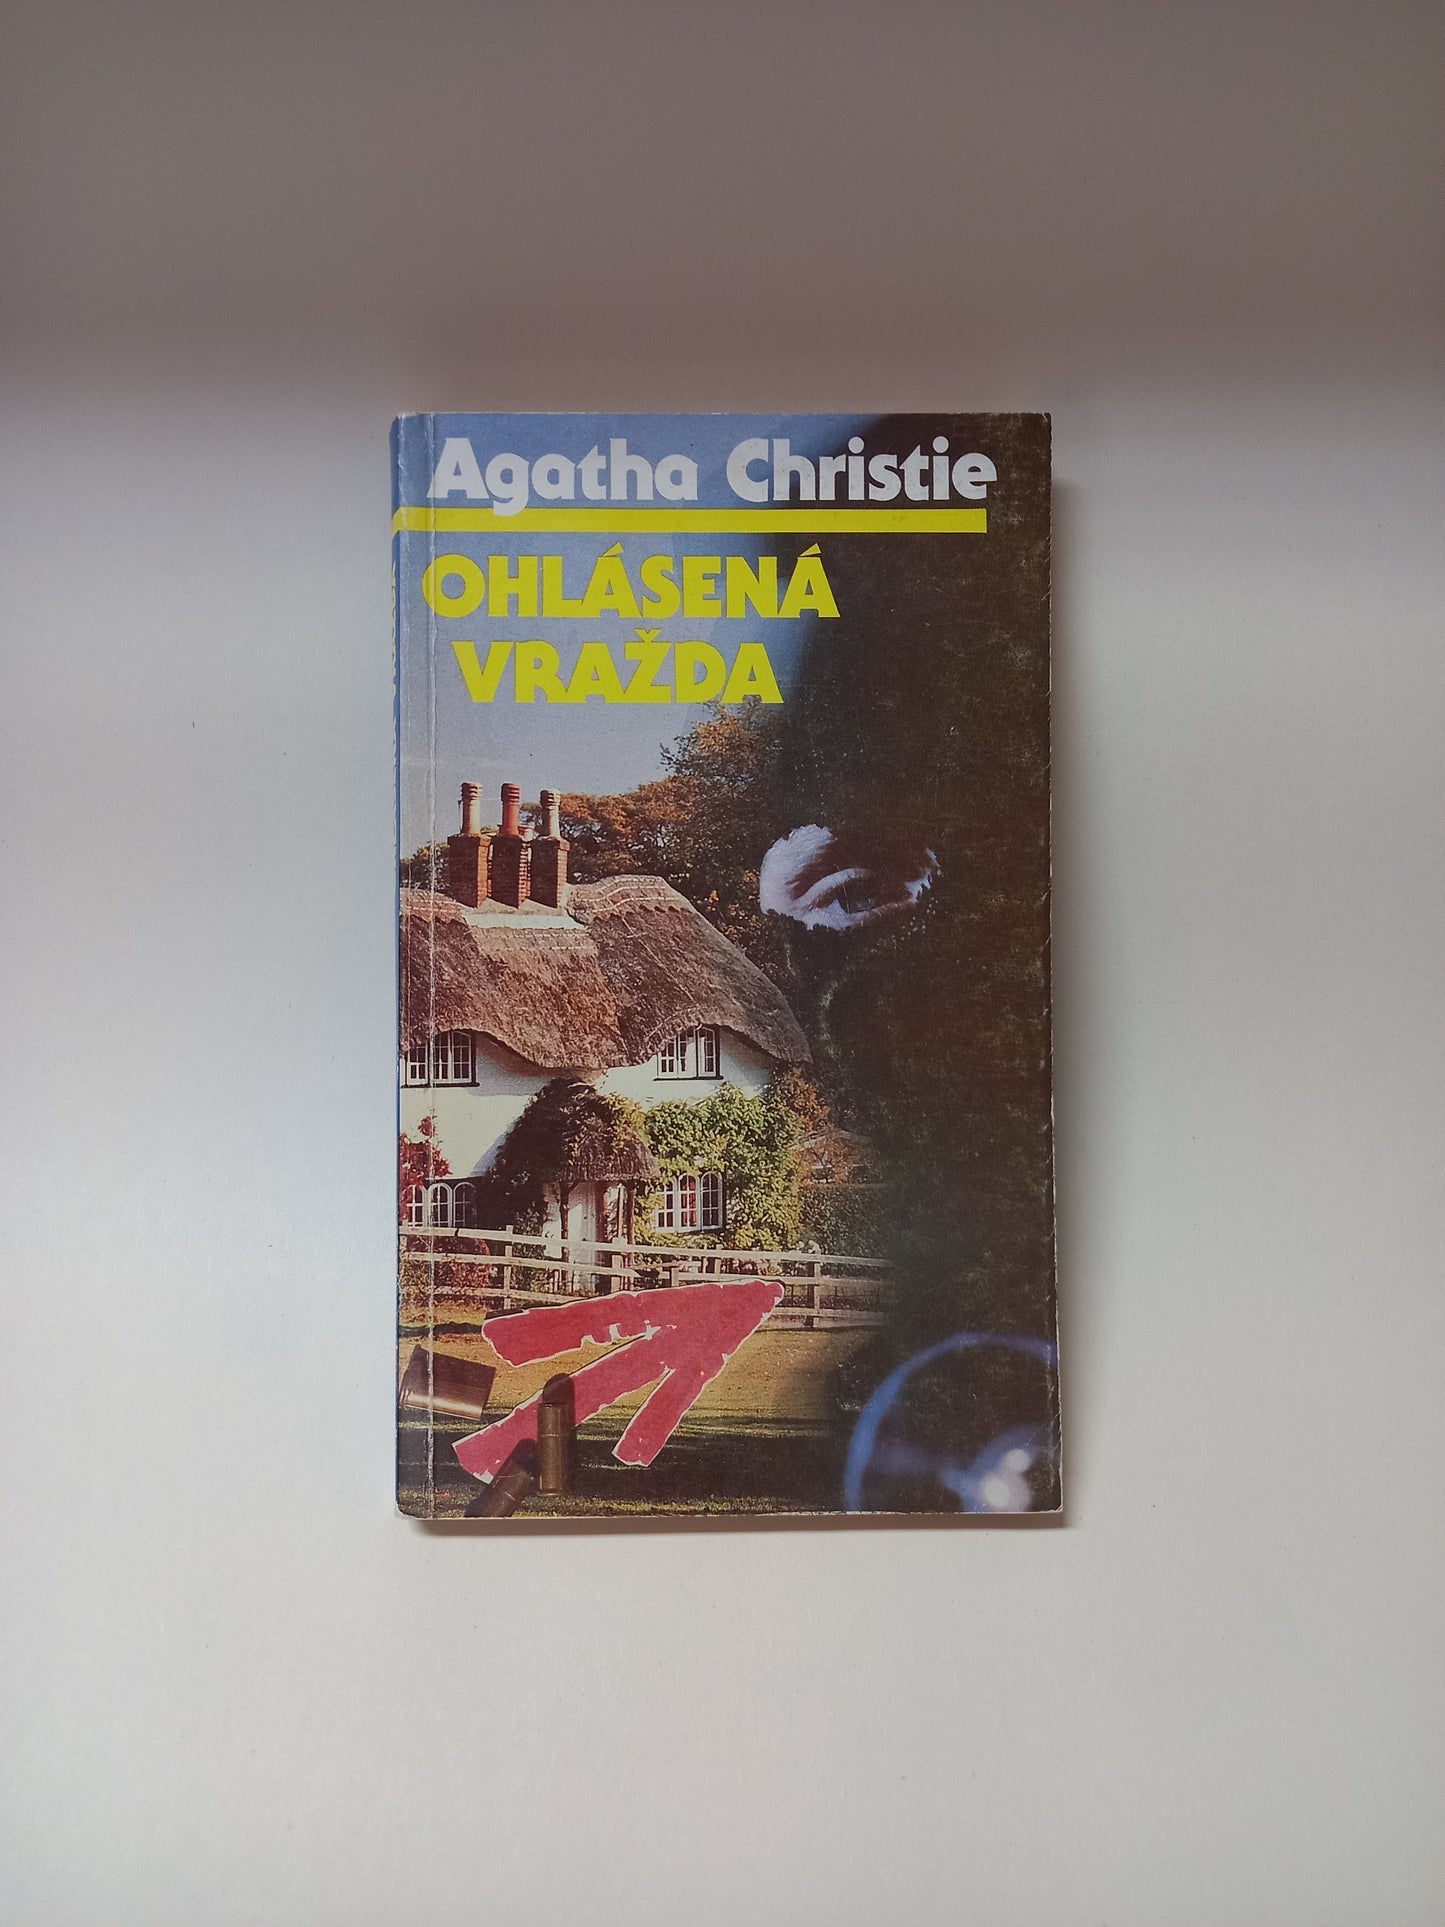 Agatha Christie
OHLÁSENÁ
VRAŽDA